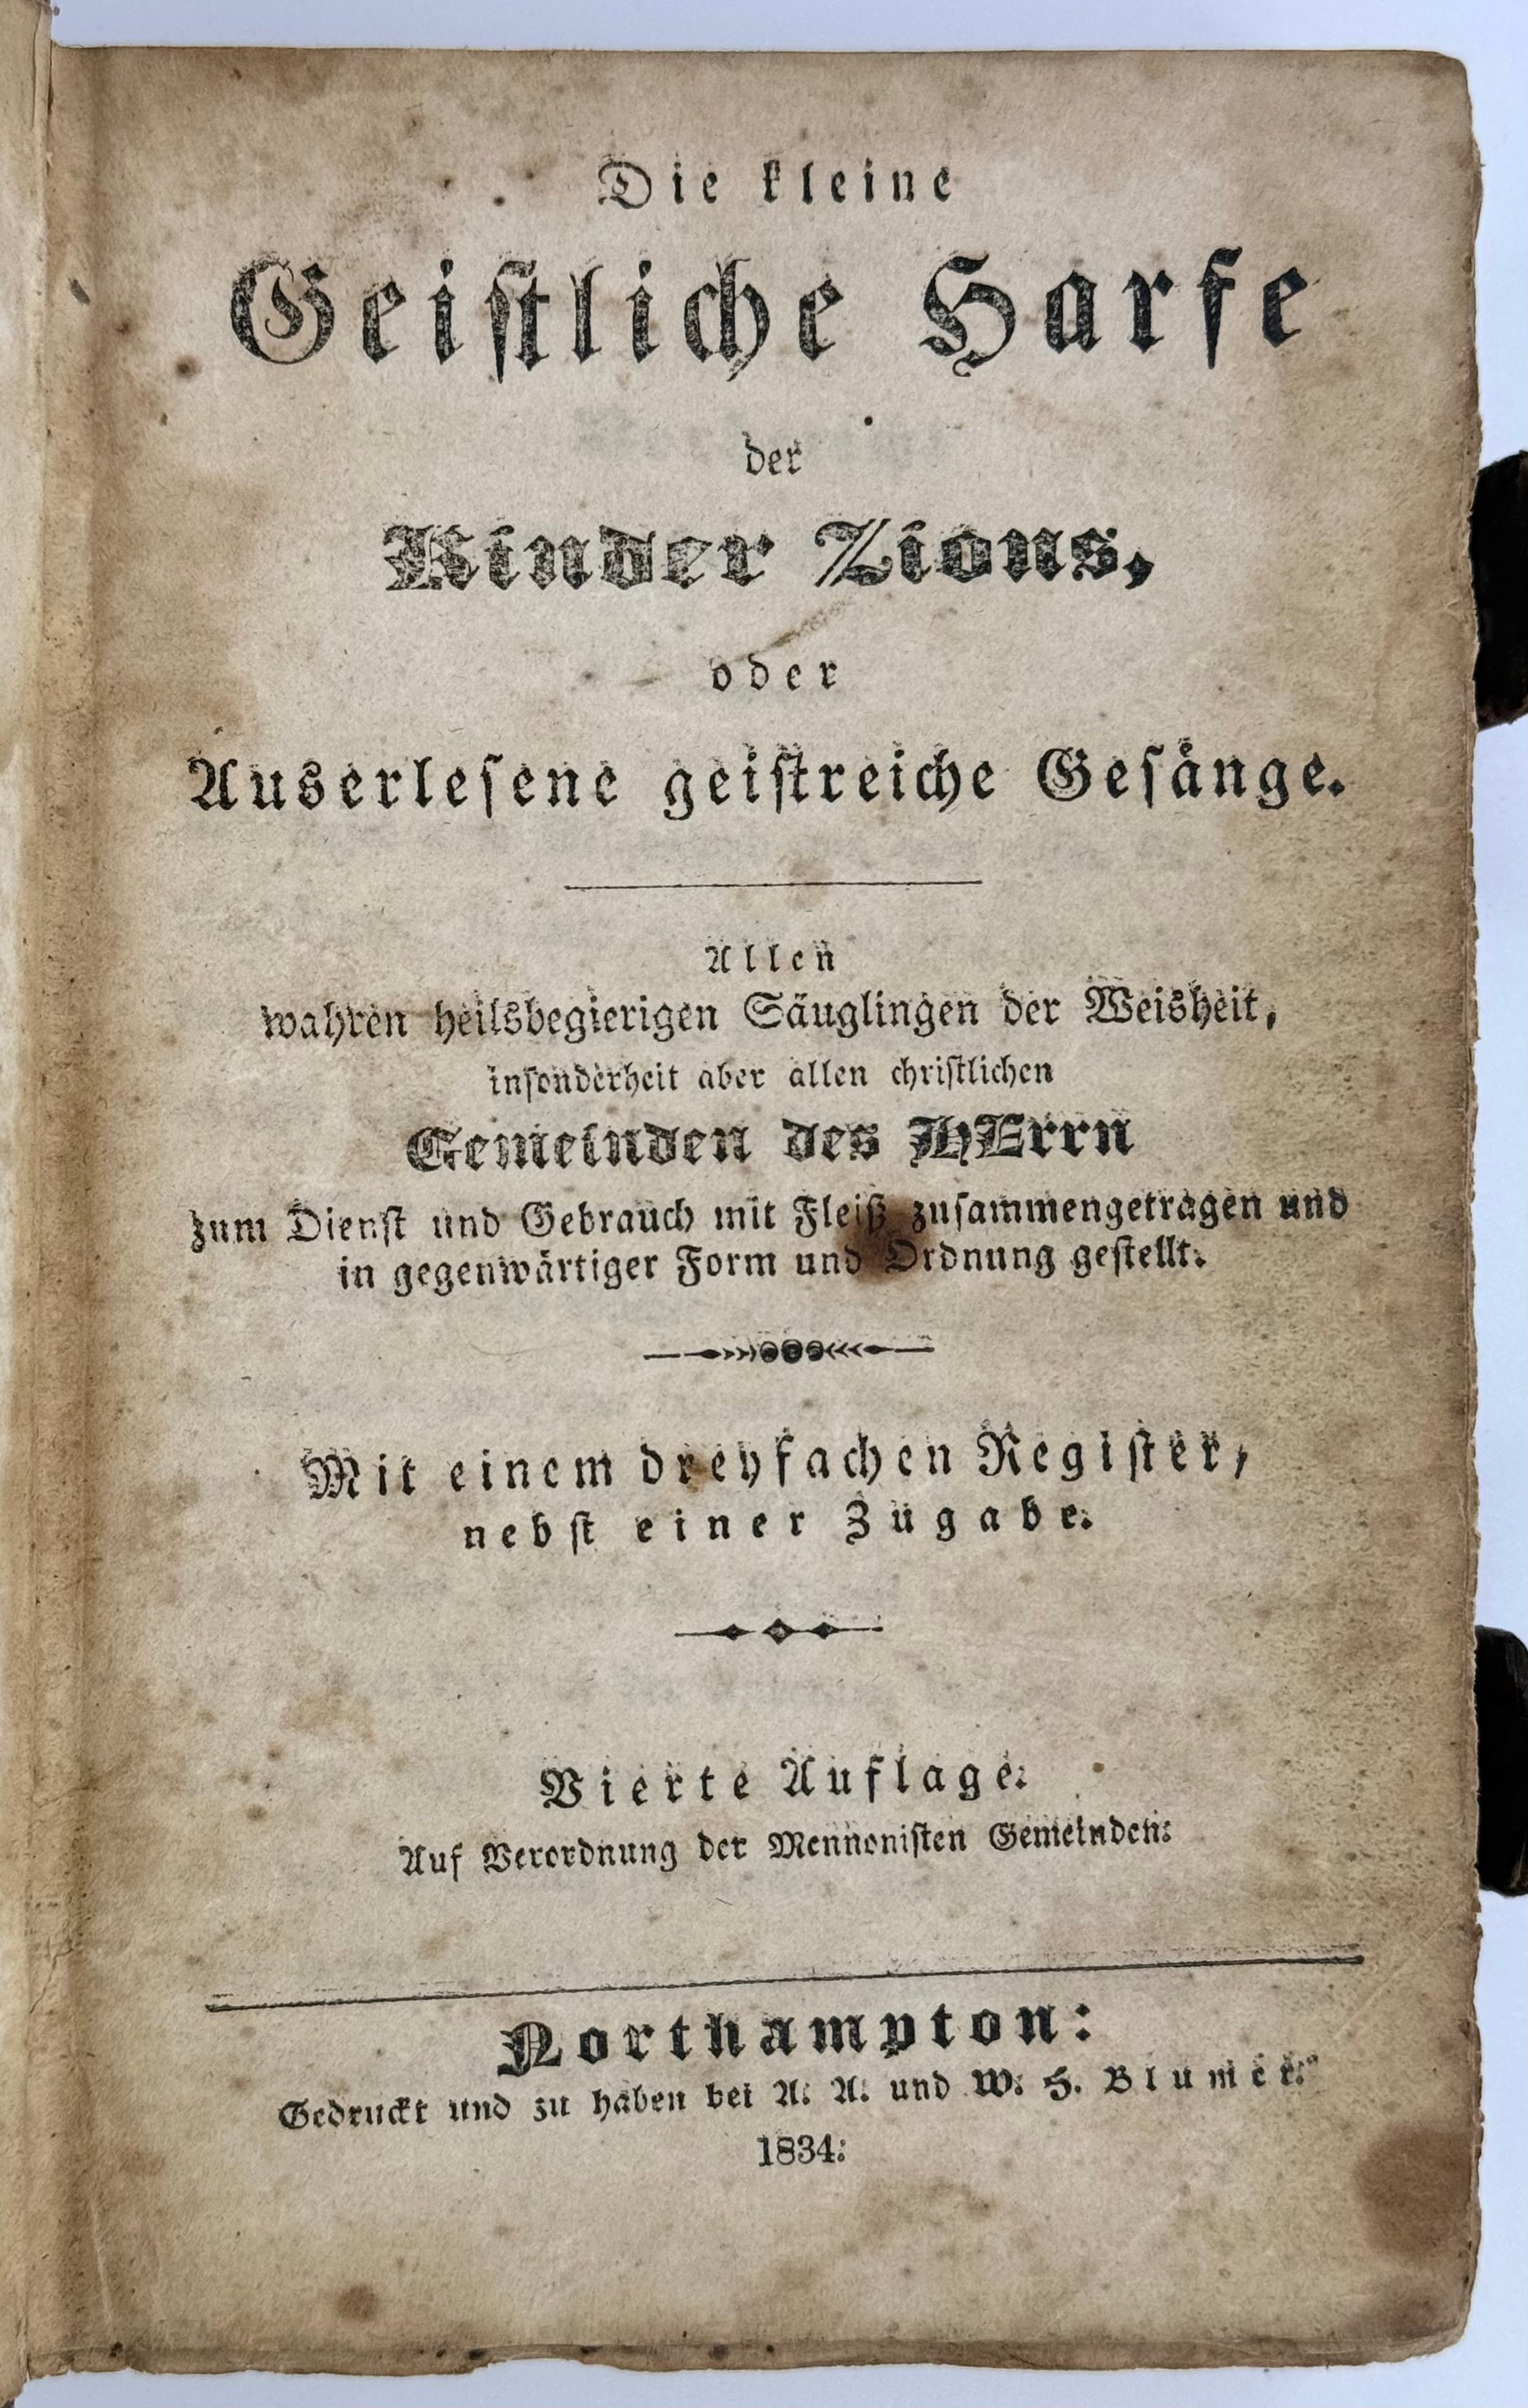 Die kleine
Geistliche Harfe
der
Kinder Zions,
oder
Auserlesene geistreiche Gesänge.
Allen
wahren heilsbegierigen Säuglingen der Weisheit,
insonderheit aber allen christlichen
Gemeinden des HErrn
zum Dienst und Gebrauch mit Fleiß zusammengetragen und
in gegenwärtiger Form und Ordnung gestellt.
Mit einem dreyfachen Register,
nebst einer Zugabe.
Vierte Auflage.
Auf Verordnung der Mennonisten Gemeinden.
Northampton:
Gedruckt und zu haben bei A. A. und W. H. Blumer.
1834.